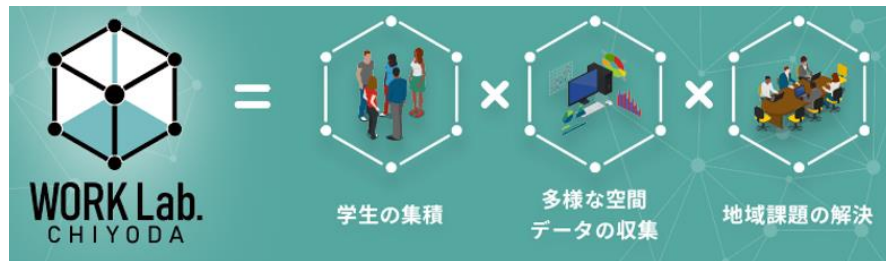 WORK Lab.
CHIYODA
=
学生の集積
×
多様な空間
データの収集
×
地域課題の解決